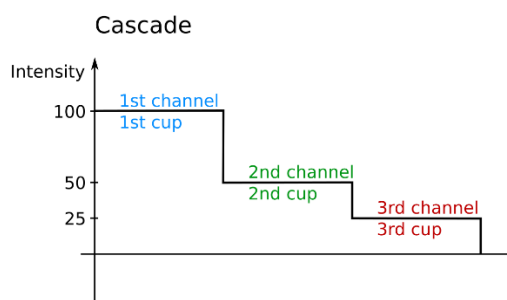 Cascade
Intensity
100
1st channel
1st cup
50
2nd channel
2nd cup
25
3rd channel
3rd cup